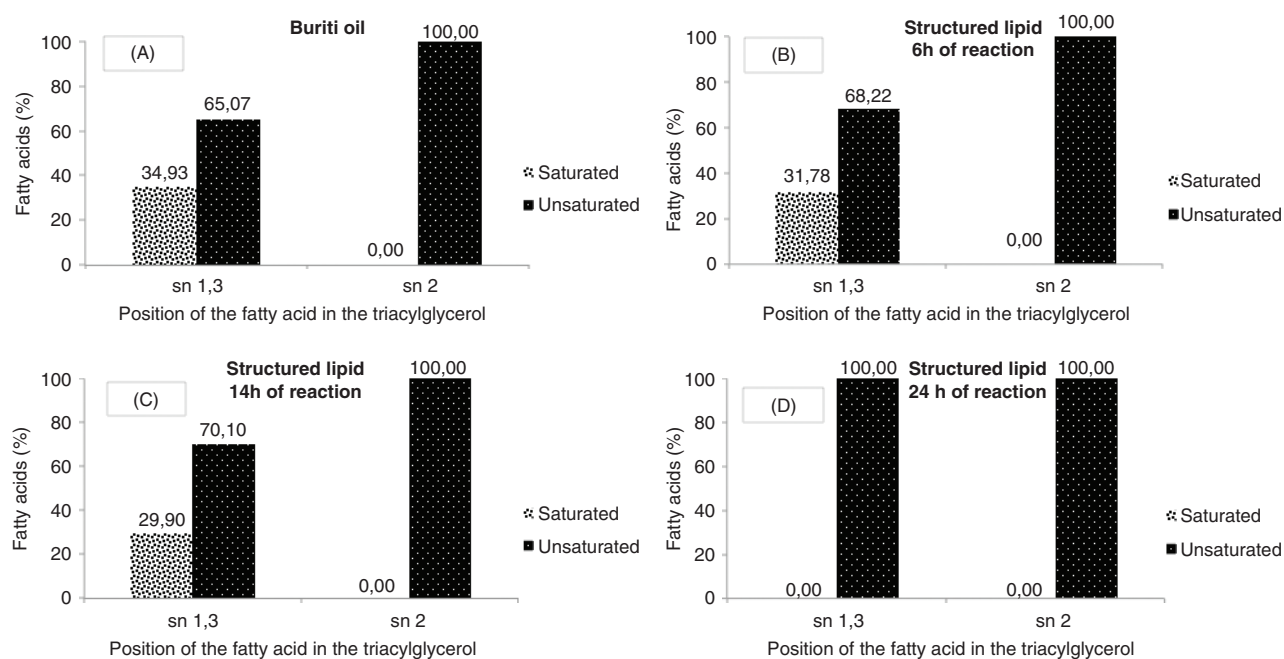 Buriti oil
(A)
Fatty acids (%)
100
80
60
40
20
0
34,93
65,07
0,00
100,00
sn 1,3
sn 2
Position of the fatty acid in the triacylglycerol
Saturated
Unsaturated
Structured lipid
6h of reaction
(B)
Fatty acids (%)
100
80
60
40
20
0
31,78
68,22
0,00
100,00
sn 1,3
sn 2
Position of the fatty acid in the triacylglycerol
Saturated
Unsaturated
Structured lipid
14h of reaction
(C)
Fatty acids (%)
100
80
60
40
20
0
29,90
70,10
0,00
100,00
sn 1,3
sn 2
Position of the fatty acid in the triacylglycerol
Saturated
Unsaturated
Structured lipid
24 h of reaction
(D)
Fatty acids (%)
100
80
60
40
20
0
0,00
100,00
0,00
100,00
sn 1,3
sn 2
Position of the fatty acid in the triacylglycerol
Saturated
Unsaturated